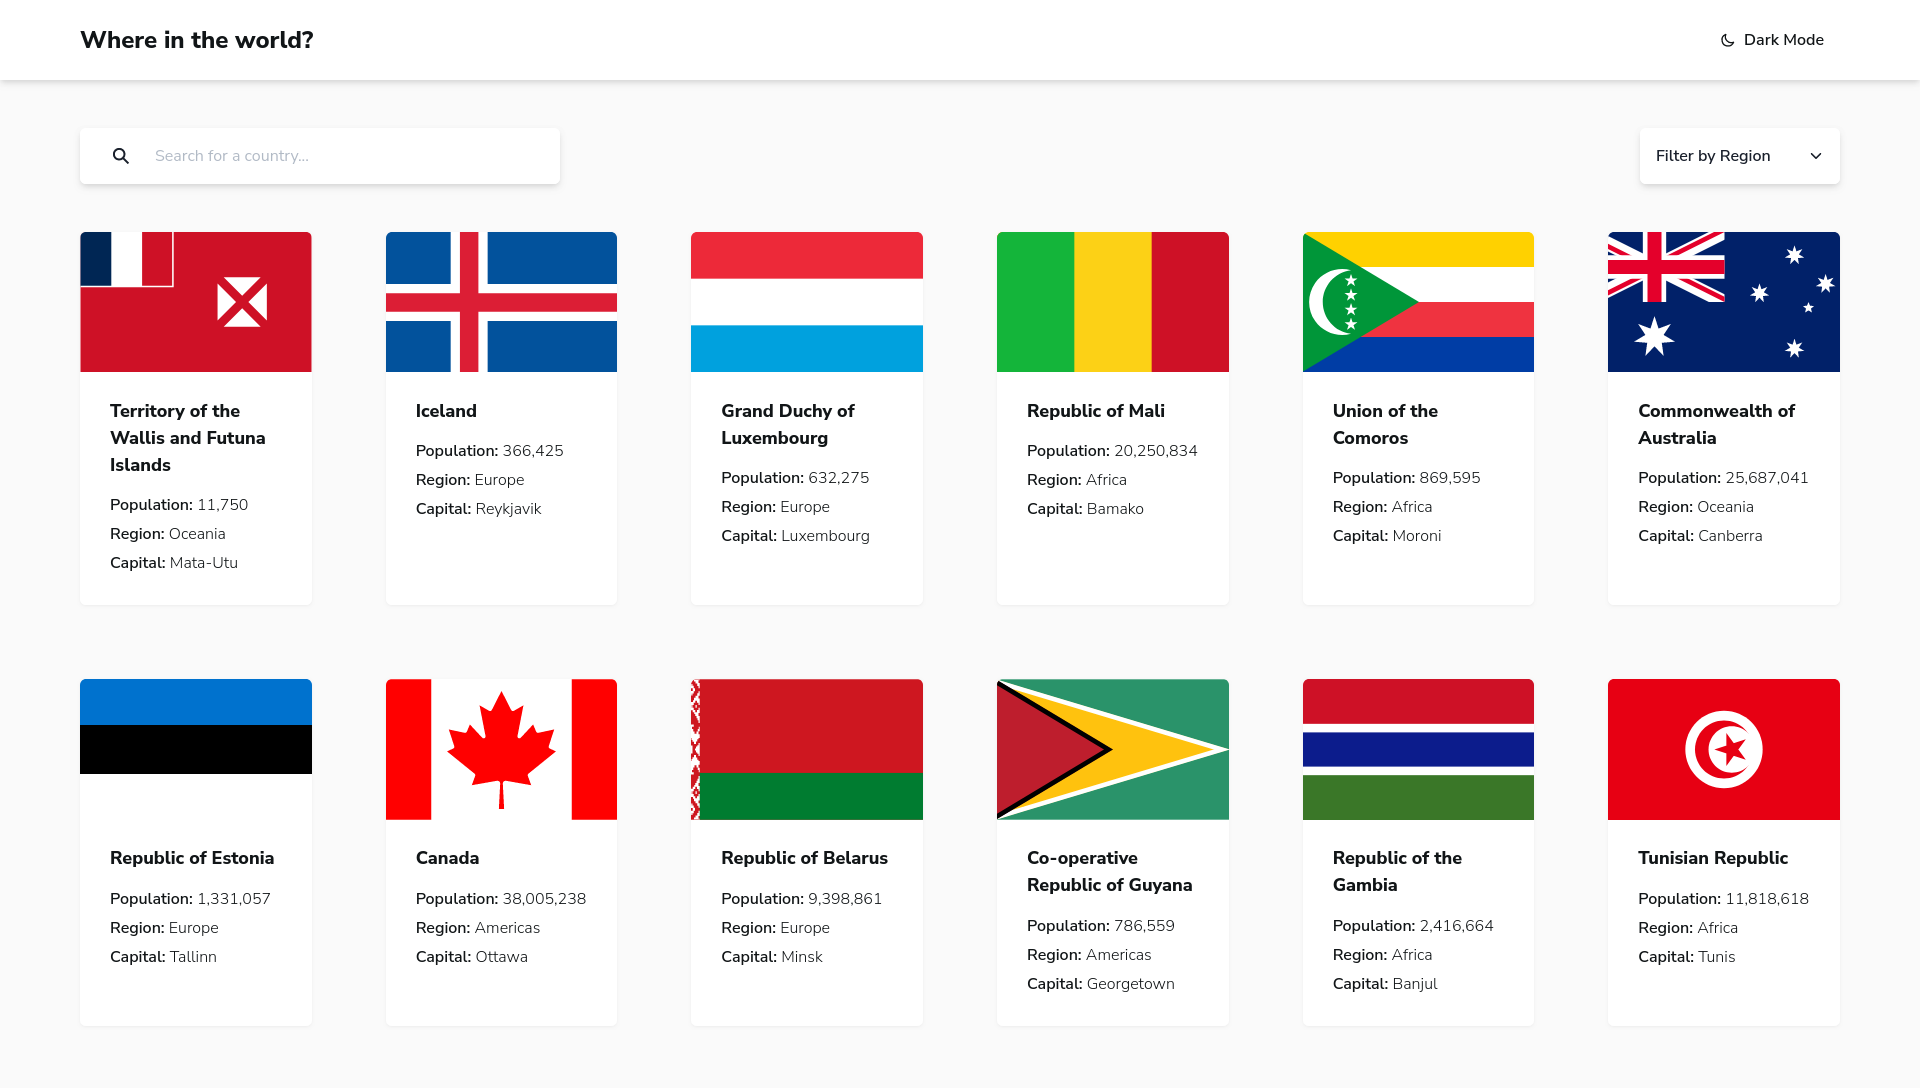 Where in the world?
Dark Mode
Search for a country...
Filter by Region
Territory of the
Wallis and Futuna
Islands
Population: 11,750
Region: Oceania
Capital: Mata-Utu
Iceland
Population: 366,425
Region: Europe
Capital: Reykjavik
Grand Duchy of
Luxembourg
Population: 632,275
Region: Europe
Capital: Luxembourg
Republic of Mali
Population: 20,250,834
Region: Africa
Capital: Bamako
Union of the
Comoros
Population: 869,595
Region: Africa
Capital: Moroni
Commonwealth of
Australia
Population: 25,687,041
Region: Oceania
Capital: Canberra
Republic of Estonia
Population: 1,331,057
Region: Europe
Capital: Tallinn
Canada
Population: 38,005,238
Region: Americas
Capital: Ottawa
Republic of Belarus
Population: 9,398,861
Region: Europe
Capital: Minsk
Co-operative
Republic of Guyana
Population: 786,559
Region: Americas
Capital: Georgetown
Republic of the
Gambia
Population: 2,416,664
Region: Africa
Capital: Banjul
Tunisian Republic
Population: 11,818,618
Region: Africa
Capital: Tunis